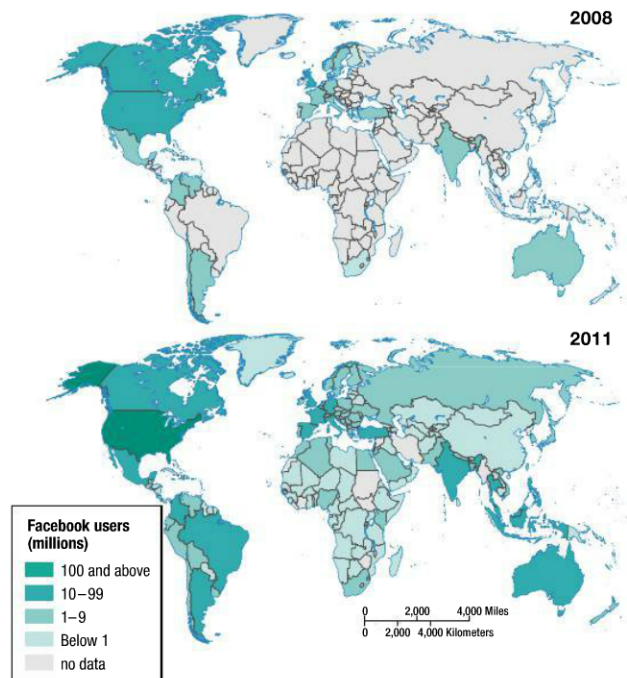 2008
2011
Facebook users
(millions)
100 and above
10–99
1–9
Below 1
no data
0 2,000 4,000 Miles
0 2,000 4,000 Kilometers